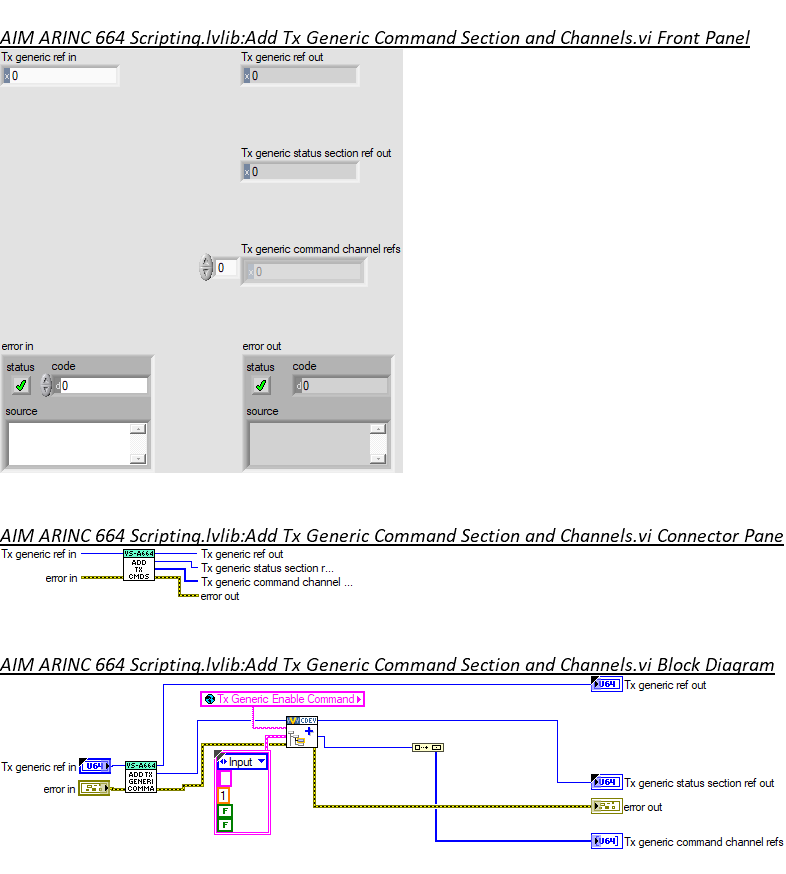 AIM ARINC 664 Scripting.lvlib:Add Tx Generic Command Section and Channels.vi Front Panel
Tx generic ref in
Tx generic ref out
x 0
x 0
Tx generic status section ref out
x 0
Tx generic command channel refs
0
x 0
error in
error out
status code
status code
d 0
d 0
source
source
AIM ARINC 664 Scripting.lvlib:Add Tx Generic Command Section and Channels.vi Connector Pane
Tx generic ref in
VS-A664
ADD
TX
CMDS
Tx generic ref out
Tx generic status section r...
Tx generic command channel ...
error in
error out
AIM ARINC 664 Scripting.lvlib:Add Tx Generic Command Section and Channels.vi Block Diagram
U64
Tx generic ref out
Tx Generic Enable Command
CDEV
Tx generic ref in
U64
VS-A664
ADD TX
GENERI
COMMA
error in
Input
1
F
F
U64
Tx generic status section ref out
error out
U64
Tx generic command channel refs